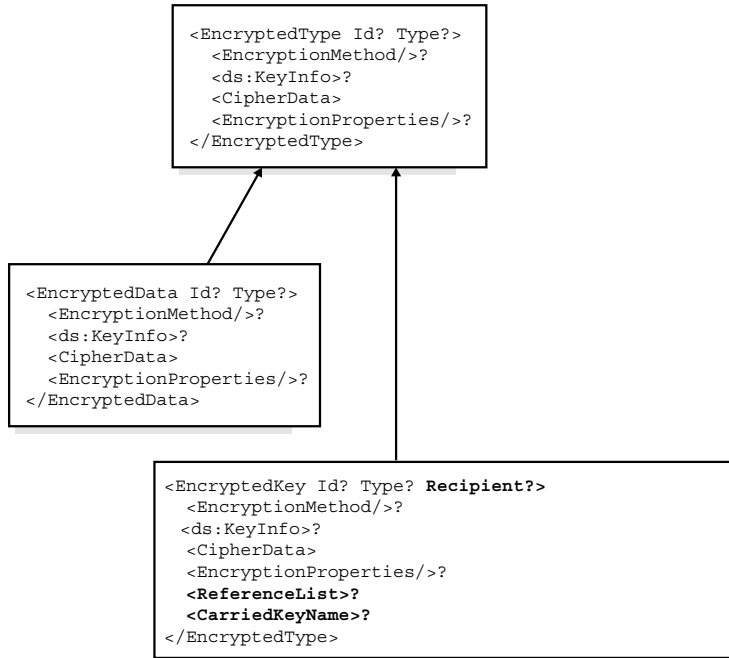 <EncryptedType Id? Type?>
<EncryptionMethod/>?
<ds:KeyInfo>?
<CipherData>
<EncryptionProperties/>?
</EncryptedType>
<EncryptedData Id? Type?>
<EncryptionMethod/>?
<ds:KeyInfo>?
<CipherData>
<EncryptionProperties/>?
</EncryptedData>
<EncryptedKey Id? Type? Recipient?>
<EncryptionMethod/>?
<ds:KeyInfo>?
<CipherData>
<EncryptionProperties/>?
<ReferenceList>?
<CarriedKeyName>?
</EncryptedType>